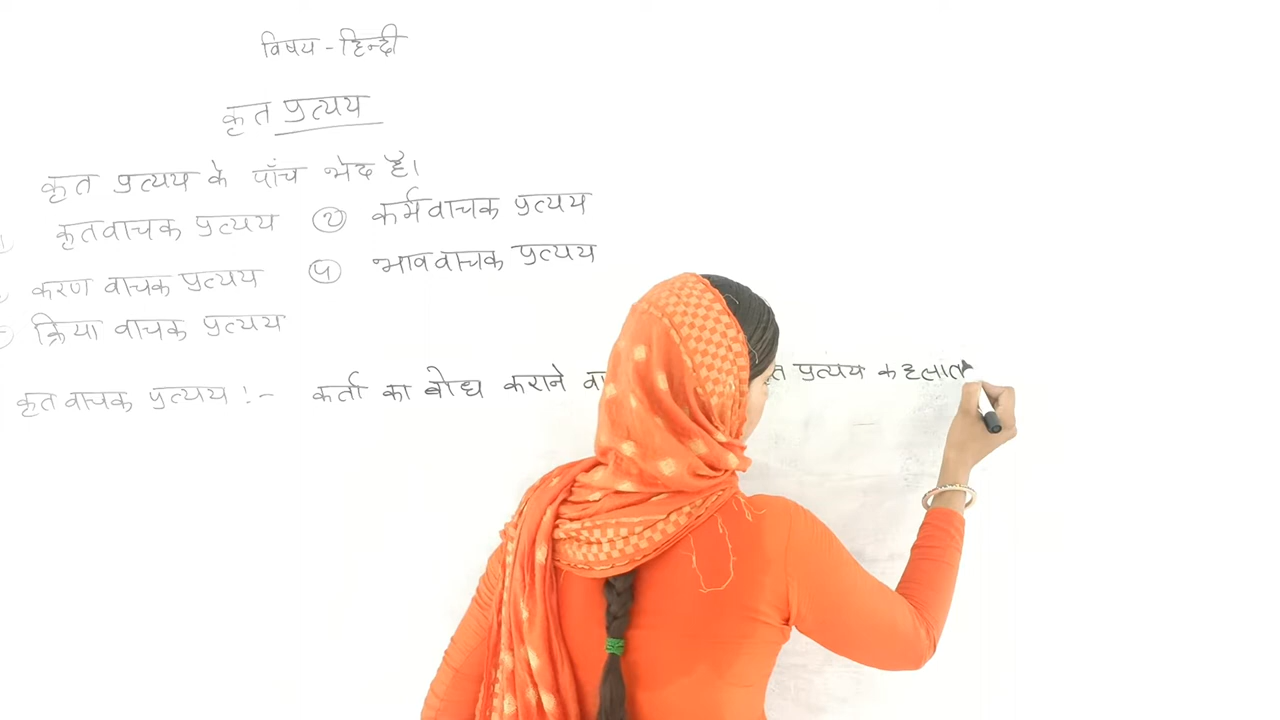 विषय - हिन्दी
कृत प्रत्यय
कृत प्रत्यय के पाँच भेद है।
कृतवाचक प्रत्यय (२) कर्मवाचक प्रत्यय
करण वाचक प्रत्यय भाववाचक प्रत्यय
क्रिया वाचक प्रत्यय
कृत वाचक प्रत्यय :- कर्ता का बोध कराने प्रत्यय कहलात